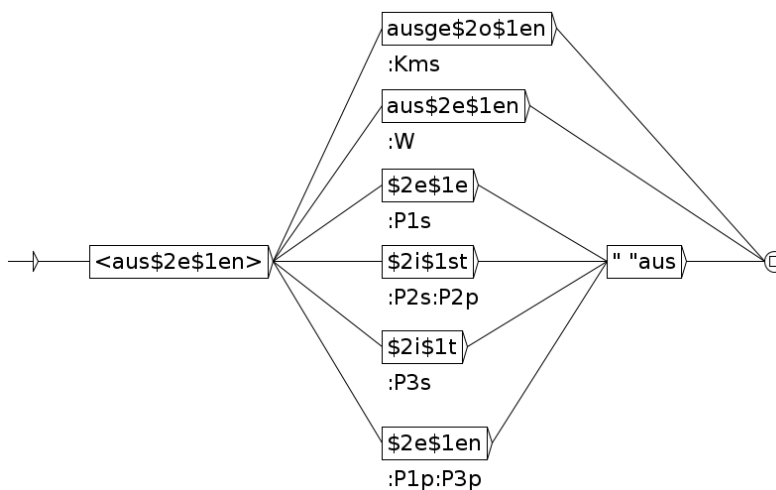 ausge$2o$1en
:Kms
aus$2e$1en
:W
$2e$1e
:P1s
<aus$2e$1en>
$2i$1st
" "aus
:P2s:P2p
$2i$1t
:P3s
$2e$1en
:P1p:P3p